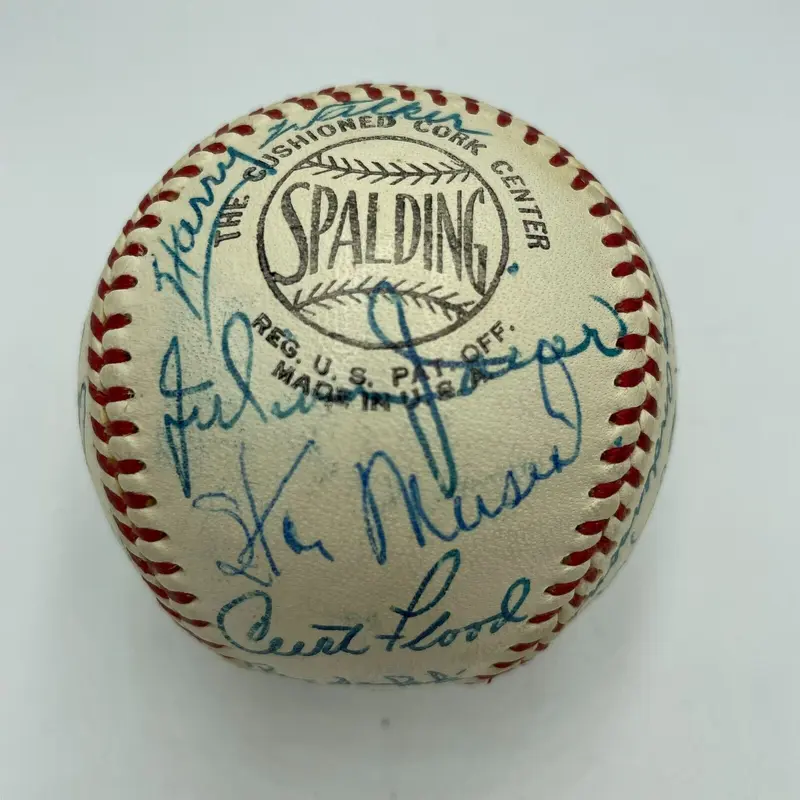 Harry Walker
THE CUSHIONED CORK CENTER
SPALDING
REG. U. S. PAT. OFF.
MADE IN U.S.A.
Julian Javier
Stan Musial
Curt Flood